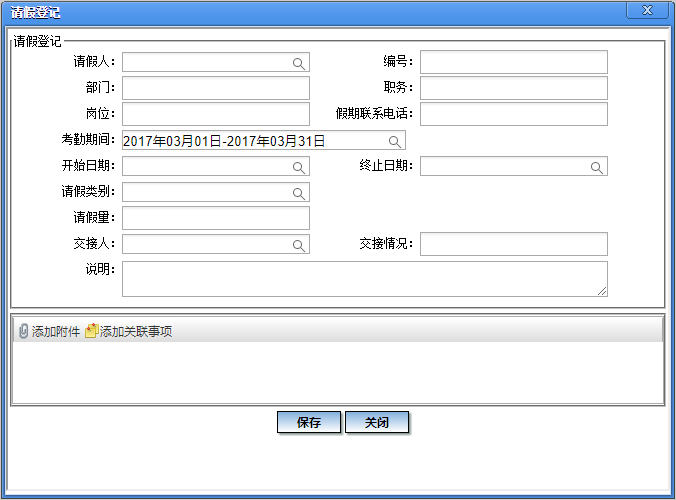 请假登记
X
请假登记
请假人： 编号：
部门： 职务：
岗位： 假期联系电话：
考勤期间： 2017年03月01日-2017年03月31日
开始日期： 终止日期：
请假类别：
请假量：
交接人： 交接情况：
说明：
添加附件 添加关联事项
保存 关闭